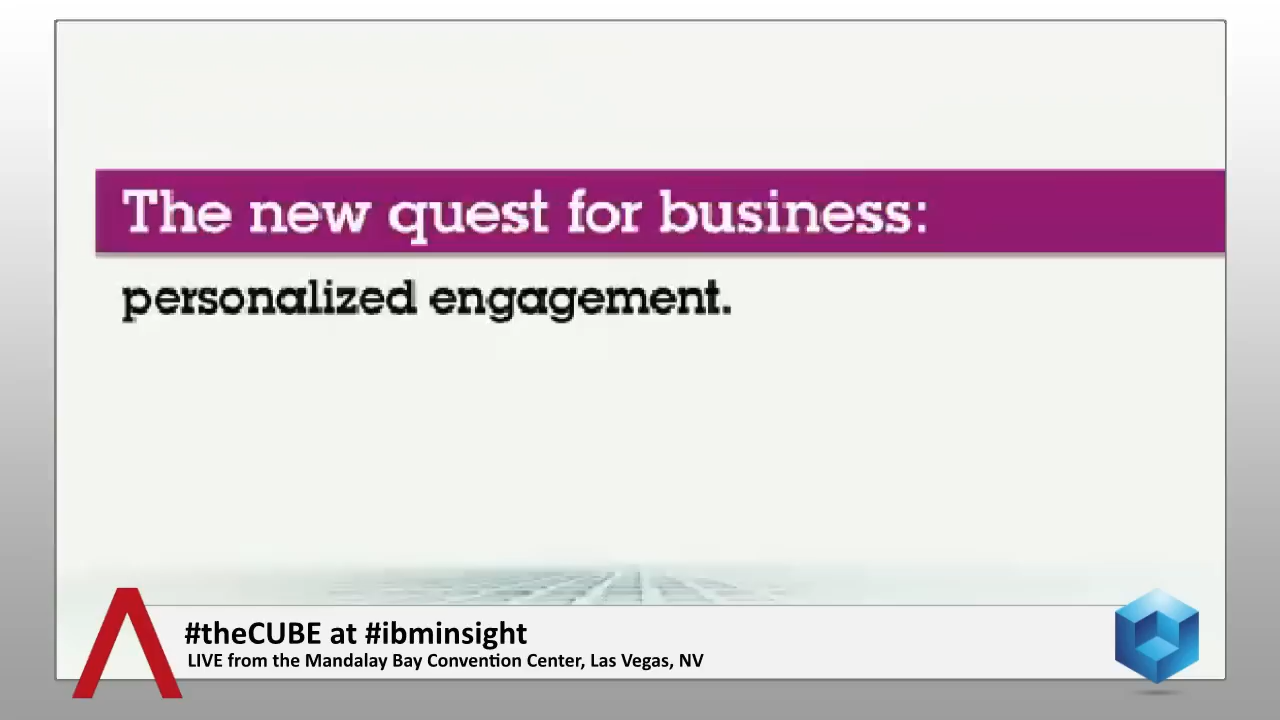 The new quest for business:
personalized engagement.
#theCUBE at #ibminsight
LIVE from the Mandalay Bay Convention Center, Las Vegas, NV